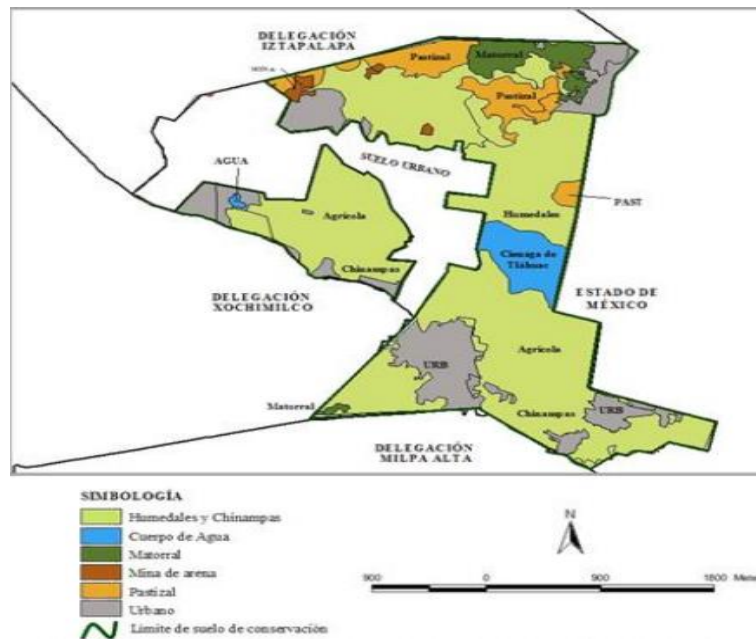 DELEGACIÓN
IZTAPALAPA
Pastizal
Matorral
Pastizal
SUELO URBANO
AGUA
PAST
Humedales
Agrícola
Cienaga de
Tláhuac
Chinampas
DELEGACIÓN
XOCHIMILCO
ESTADO DE
MÉXICO
Agrícola
URB
Matorral
Chinampas
URB
DELEGACIÓN
MILPA ALTA
SIMBOLOGÍA
Humedales y Chinampas
Cuerpo de Agua
Matorral
Mina de arena
Pastizal
Urbano
Límite de suelo de conservación
N
900 0 900 1800